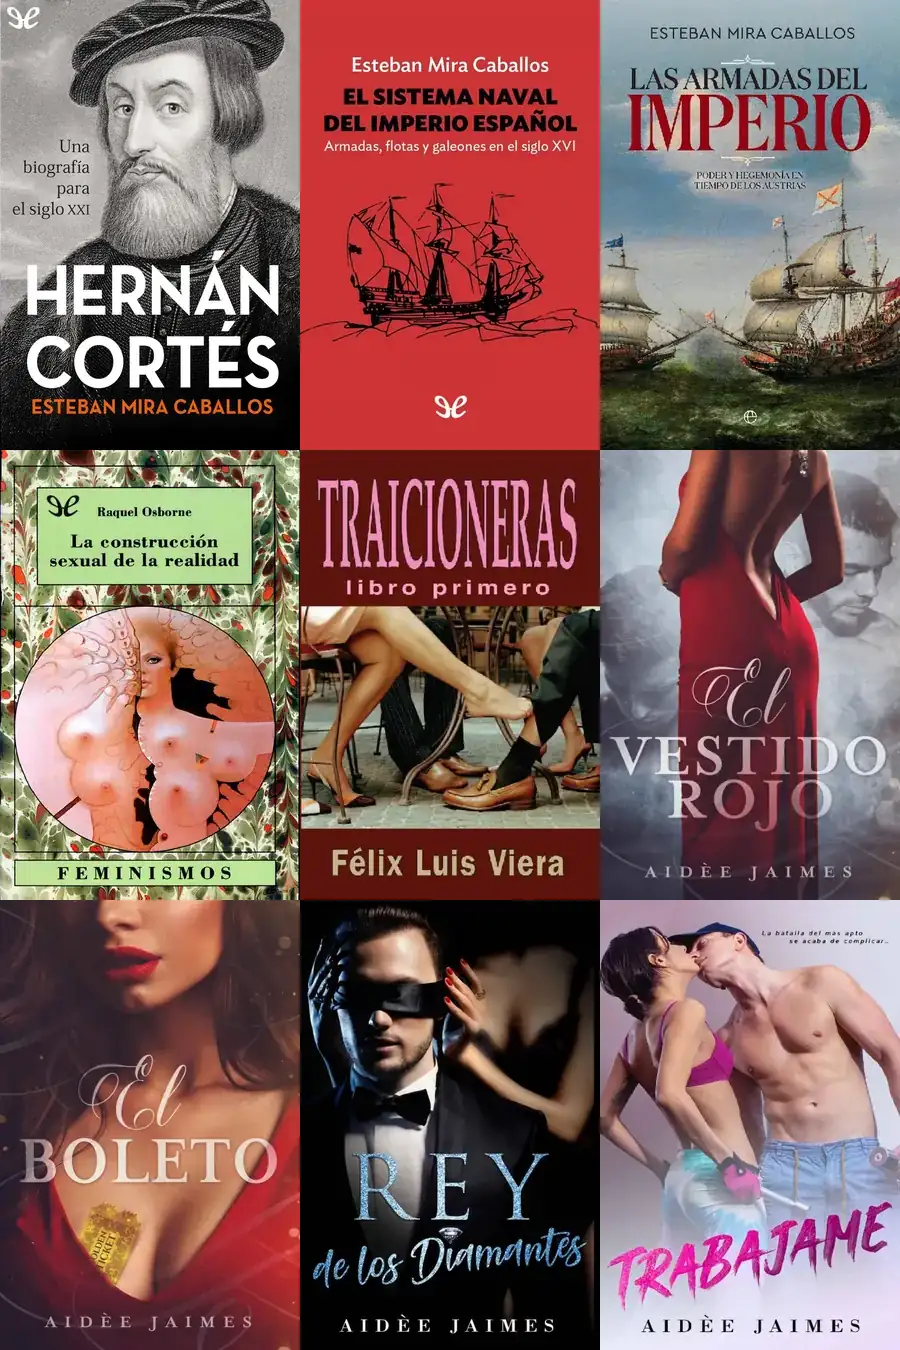 Una
biografía
para
el siglo XXI
HERNÁN
CORTÉS
ESTEBAN MIRA CABALLOS
Esteban Mira Caballos
EL SISTEMA NAVAL
DEL IMPERIO ESPAÑOL
Armadas, flotas y galeones en el siglo XVI
ESTEBAN MIRA CABALLOS
LAS ARMADAS DEL
IMPERIO
PODER Y HEGEMONÍA EN
TIEMPO DE LOS AUSTRIAS
Raquel Osborne
La construcción
sexual de la realidad
FEMINISMOS
TRAICIONERAS
libro primero
Félix Luis Viera
El
VESTIDO
ROJO
AIDÈE JAIMES
El
BOLETO
GOLDEN
TICKET
AIDÈE JAIMES
REY
de los Diamantes
AIDÈE JAIMES
La batalla del más apto
se acaba de complicar..
TRABAJAME
AIDÈE JAIMES